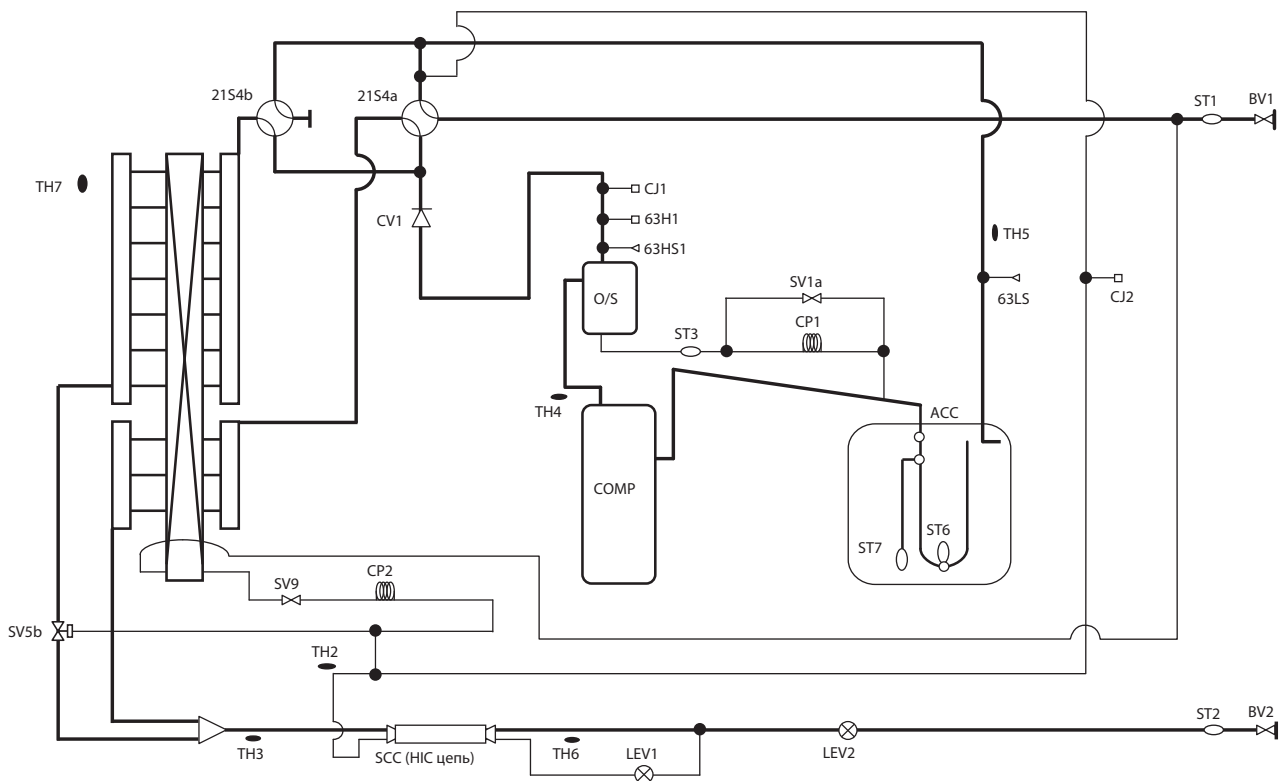 21S4b
21S4a
ST1
BV1
TH7
CJ1
CV1
63H1
63HS1
TH5
O/S
SV1a
63LS
CJ2
CP1
ST3
TH4
ACC
COMP
ST6
ST7
CP2
SV9
SV5b
TH2
ST2
BV2
TH3
TH6
LEV2
SCC (HIC цепь)
LEV1